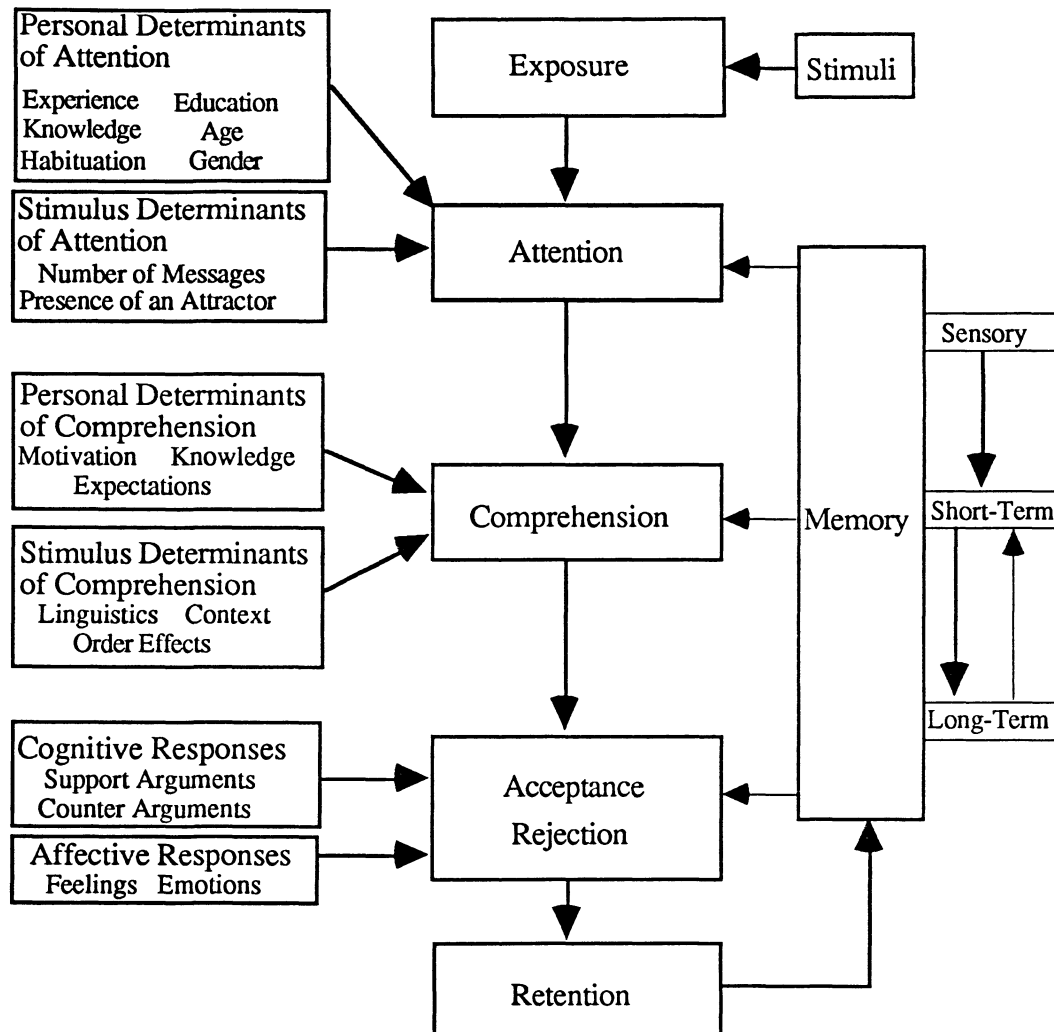 Personal Determinants
of Attention
Experience Education
Knowledge Age
Habituation Gender
Stimulus Determinants
of Attention
Number of Messages
Presence of an Attractor
Personal Determinants
of Comprehension
Motivation Knowledge
Expectations
Stimulus Determinants
of Comprehension
Linguistics Context
Order Effects
Cognitive Responses
Support Arguments
Counter Arguments
Affective Responses
Feelings Emotions
Exposure
Stimuli
Attention
Comprehension
Acceptance
Rejection
Retention
Memory
Sensory
Short-Term
Long-Term